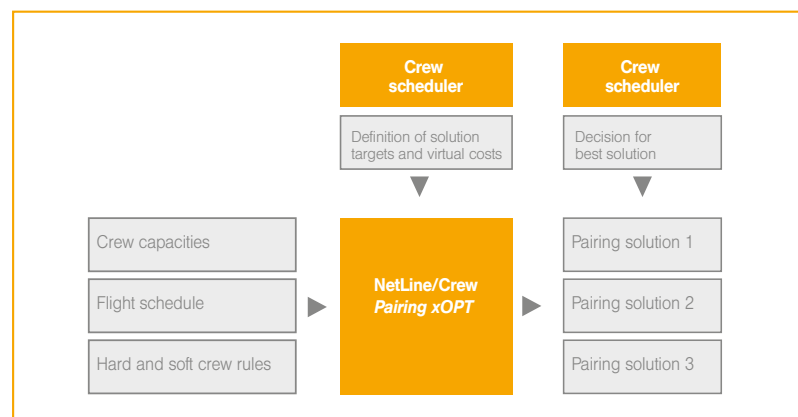 Crew
scheduler
Crew
scheduler
Definition of solution
targets and virtual costs
Decision for
best solution
Crew capacities
Flight schedule
Hard and soft crew rules
NetLine/Crew
Pairing xOPT
Pairing solution 1
Pairing solution 2
Pairing solution 3